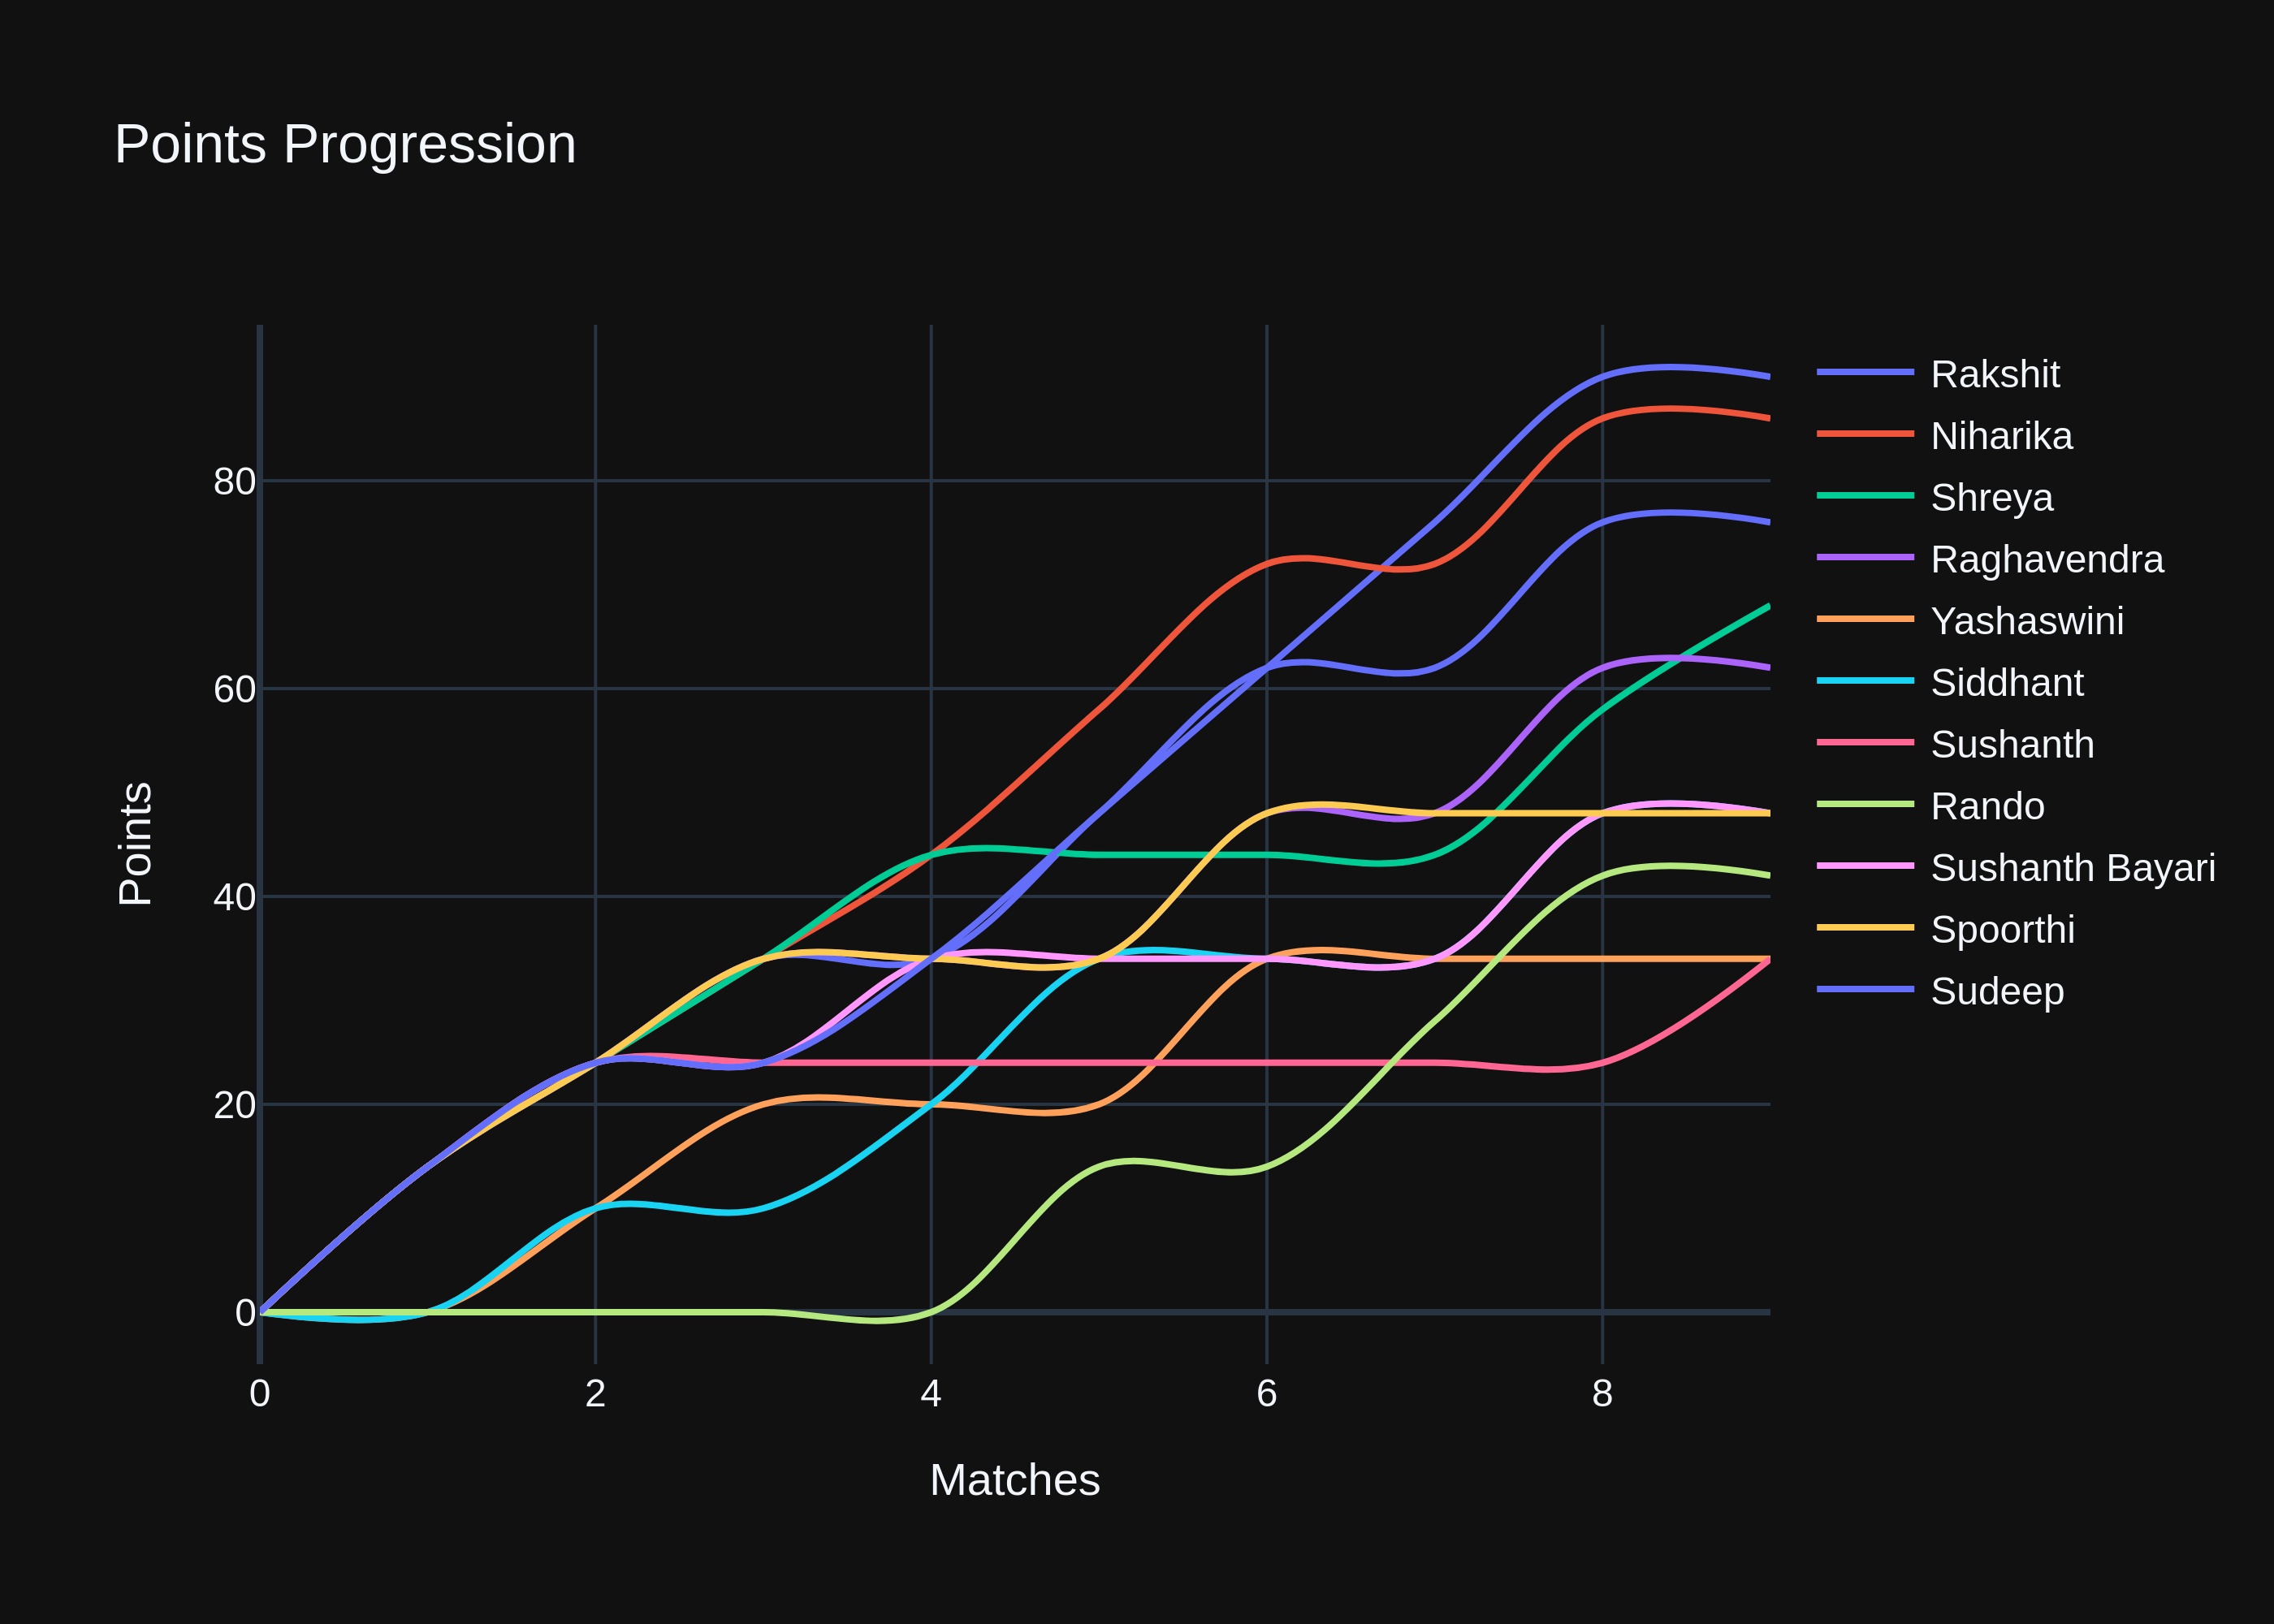 Points Progression
Points
80
60
40
20
0
0
2
4
6
8
Matches
Rakshit
Niharika
Shreya
Raghavendra
Yashaswini
Siddhant
Sushanth
Rando
Sushanth Bayari
Spoorthi
Sudeep